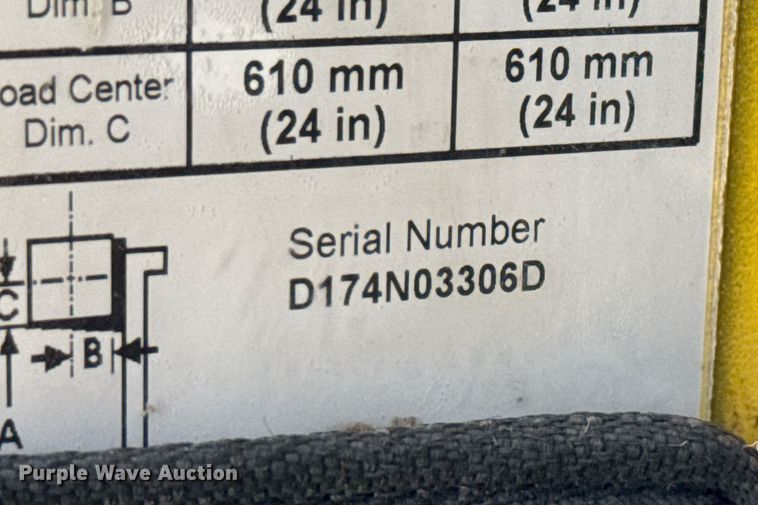 Dim. B
(24 in)
(24 in)
oad Center
Dim. C
610 mm
(24 in)
610 mm
(24 in)
Serial Number
D174N03306D
C
B
A
Purple Wave Auction